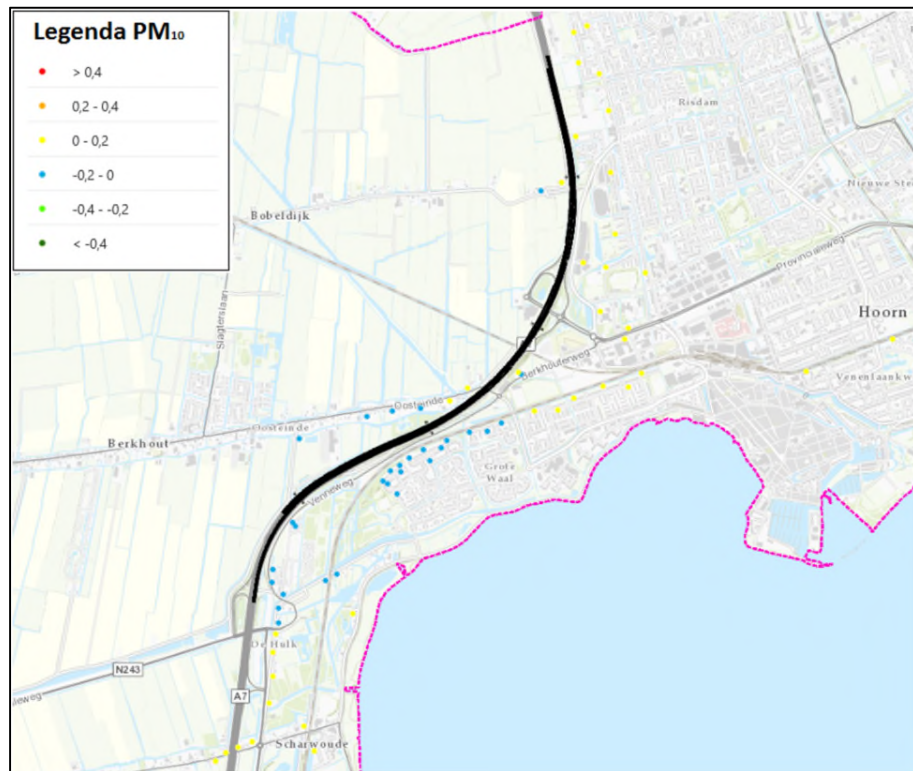 Legenda PM10
> 0,4
0,2 - 0,4
0 - 0,2
-0,2 - 0
-0,4 - -0,2
< -0,4
Risdam
Nieuwe Ste
Bobeldijk
Provincialeweg
Slagterslaan
Hoorn
Berkhouterweg
Venenlaankw
Oosteinde
Oosteinde
Berkhout
Grote
Waal
Venneweg
De Hulk
N243
A7
Scharwoude